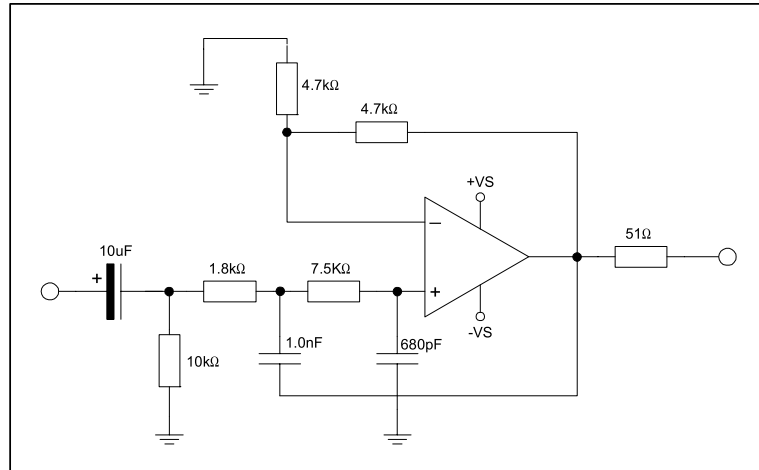 4.7kΩ
4.7kΩ
+VS
51Ω
10uF
+
1.8kΩ
7.5KΩ
−
+
-VS
10kΩ
1.0nF
680pF